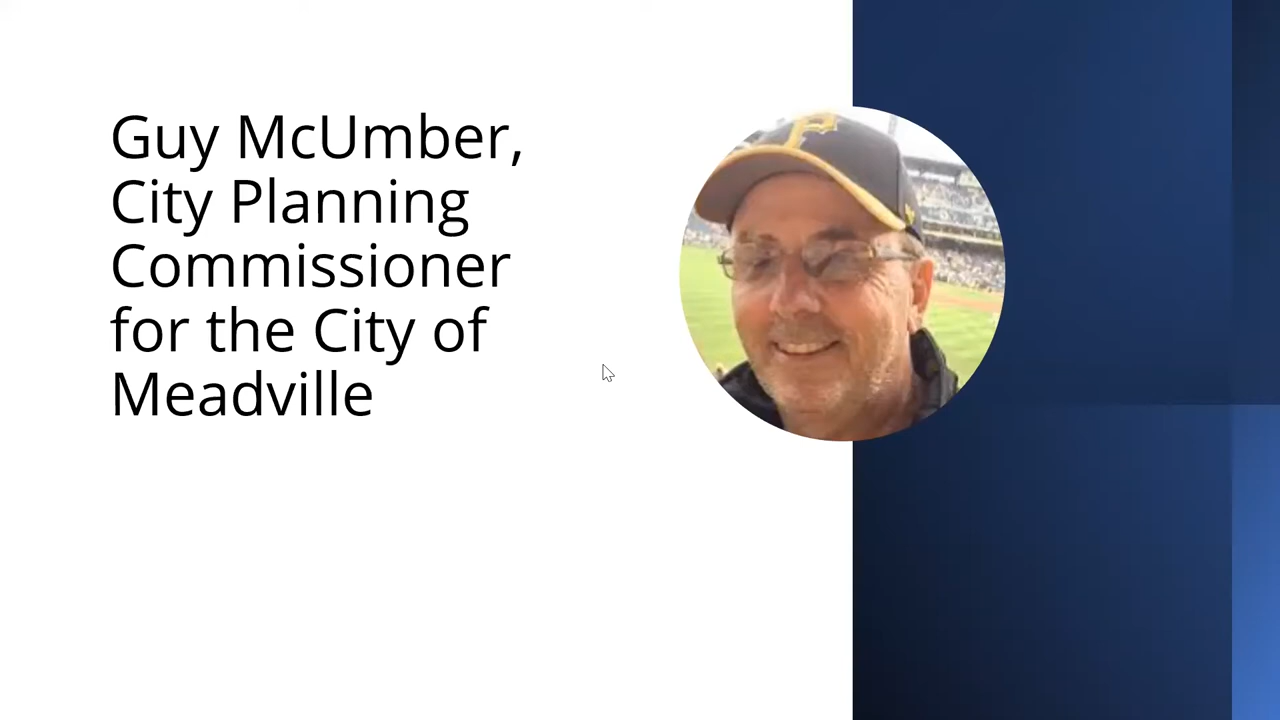 Guy McUmber,
City Planning
Commissioner
for the City of
Meadville
P